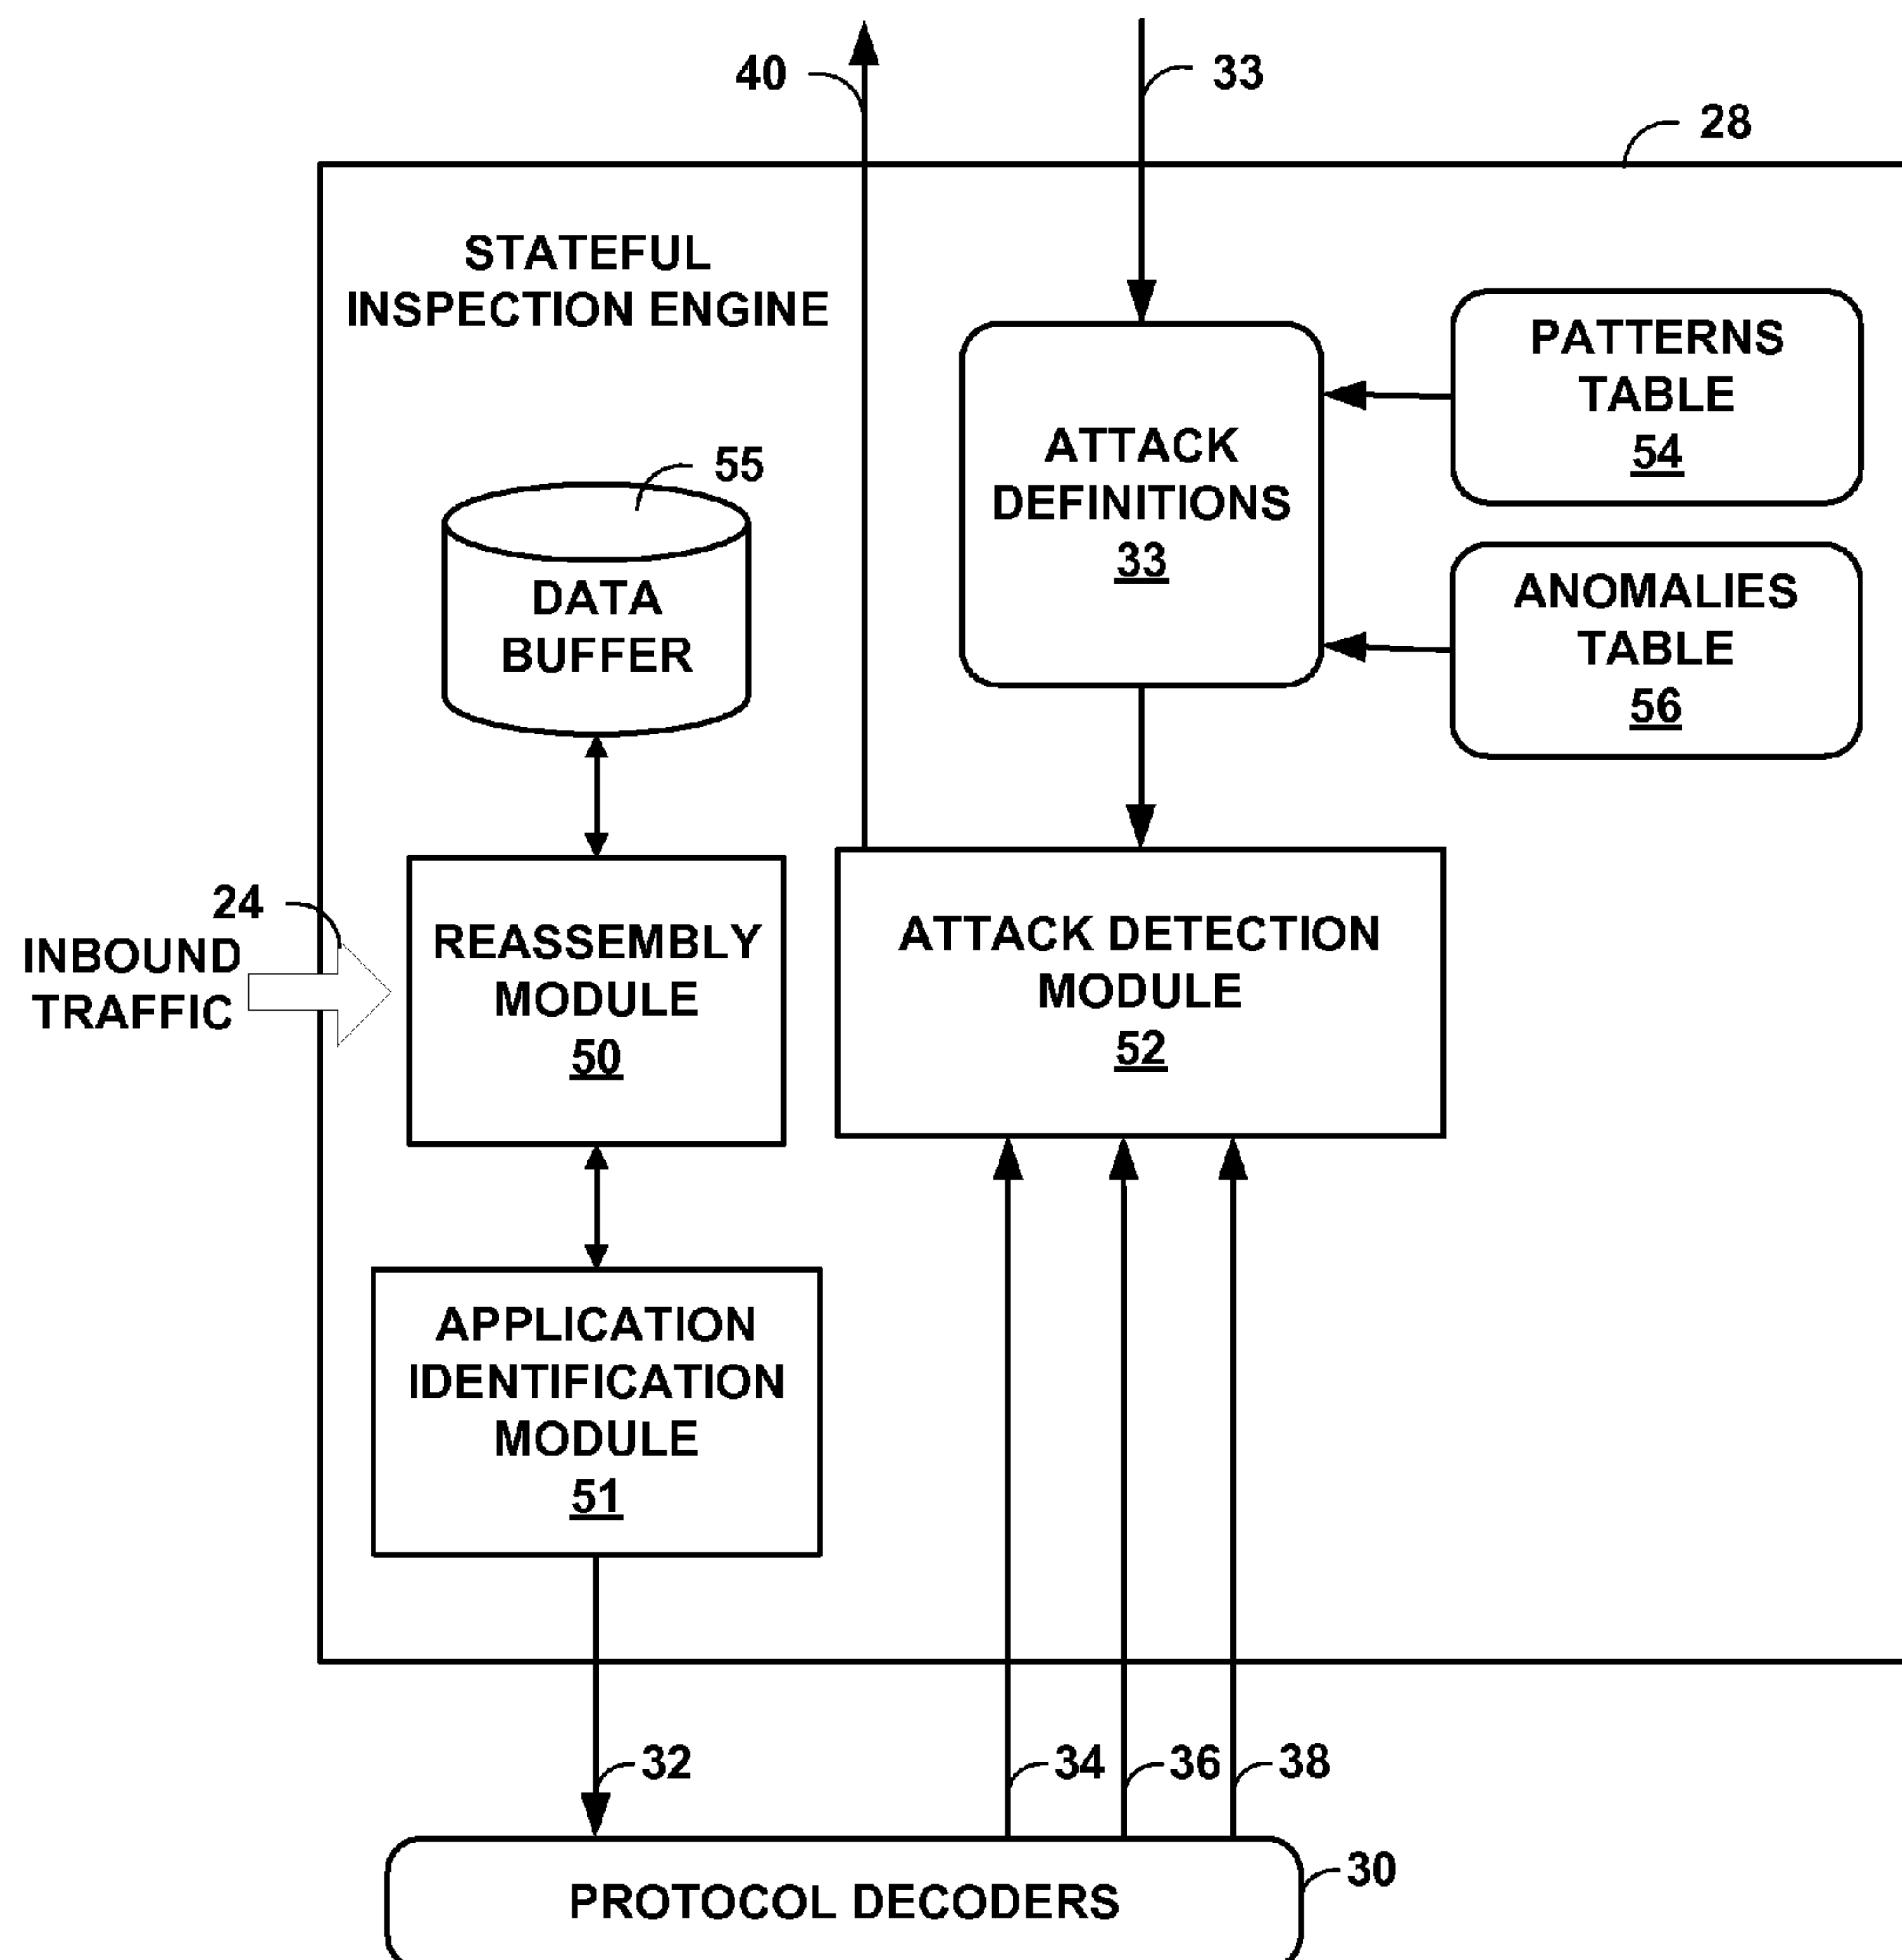 40
33
28
STATEFUL
INSPECTION ENGINE
PATTERNS
TABLE
54
ATTACK
DEFINITIONS
33
55
DATA
BUFFER
ANOMALIES
TABLE
56
24
INBOUND
TRAFFIC
REASSEMBLY
MODULE
50
ATTACK DETECTION
MODULE
52
APPLICATION
IDENTIFICATION
MODULE
51
32
34
36
38
30
PROTOCOL DECODERS